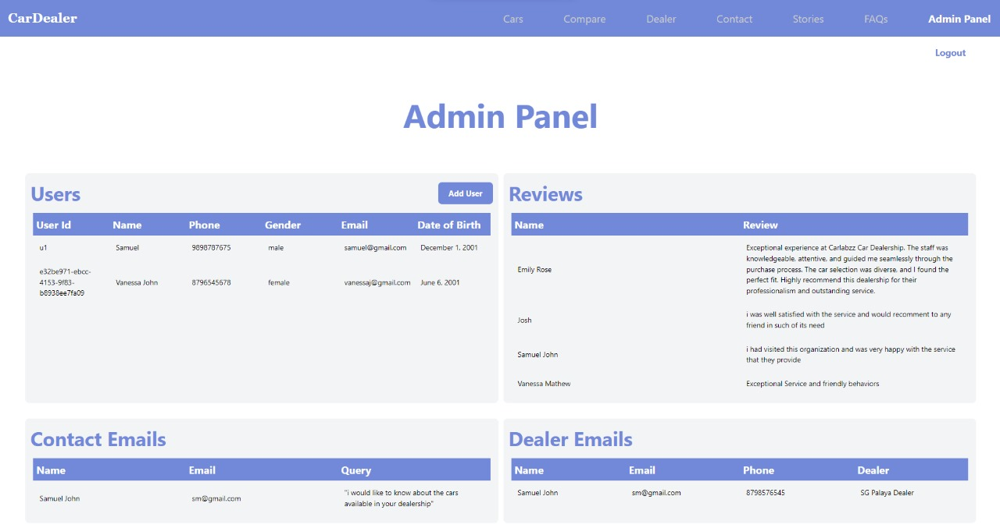 CarDealer Cars Compare Dealer Contact Stories FAQs Admin Panel
Logout
Admin Panel
Users Add User
User Id Name Phone Gender Email Date of Birth
u1 Samuel 9898787675 male samuel@gmail.com December 1, 2001
e32be971-ebcc-
4153-9f83- Vanessa John 8796545678 female vanessaj@gmail.com June 6, 2001
b8938ee7fa09
Reviews
Name Review
Emily Rose
Exceptional experience at Carlabzz Car Dealership. The staff was
knowledgeable, attentive, and guided me seamlessly through the
purchase process. The car selection was diverse, and I found the
perfect fit. Highly recommend this dealership for their
professionalism and outstanding service.
Josh
i was well satisfied with the service and would recomment to any
friend in such of its need
Samuel John
i had visited this organization and was very happy with the service
that they provide
Vanessa Mathew Exceptional Service and friendly behaviors
Contact Emails
Name Email Query
Samuel John sm@gmail.com
"i would like to know about the cars
available in your dealership"
Dealer Emails
Name Email Phone Dealer
Samuel John sm@gmail.com 8798576545 SG Palaya Dealer